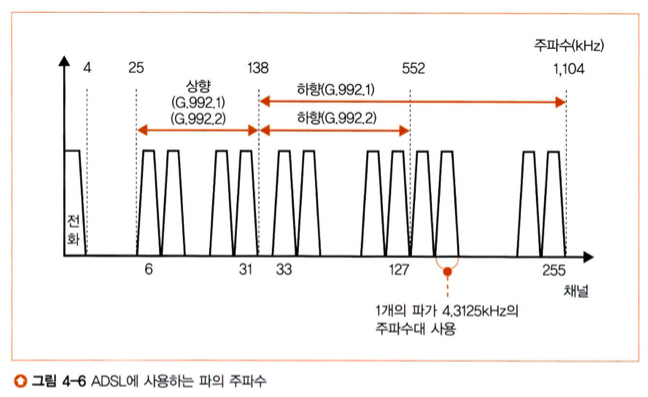 주파수(kHz)
4 25 138 552 1,104
상향
(G.992.1)
(G.992.2)
하향(G.992.1)
하향(G.992.2)
전
화
6 31 33 127 255
채널
1개의 파가 4.3125kHz의
주파수대 사용
그림 4-6 ADSL에 사용하는 파의 주파수